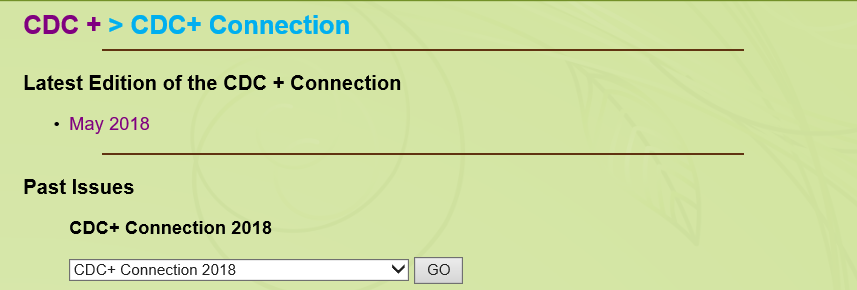 CDC + > CDC+ Connection
Latest Edition of the CDC + Connection
• May 2018
Past Issues
CDC+ Connection 2018
CDC+ Connection 2018 GO